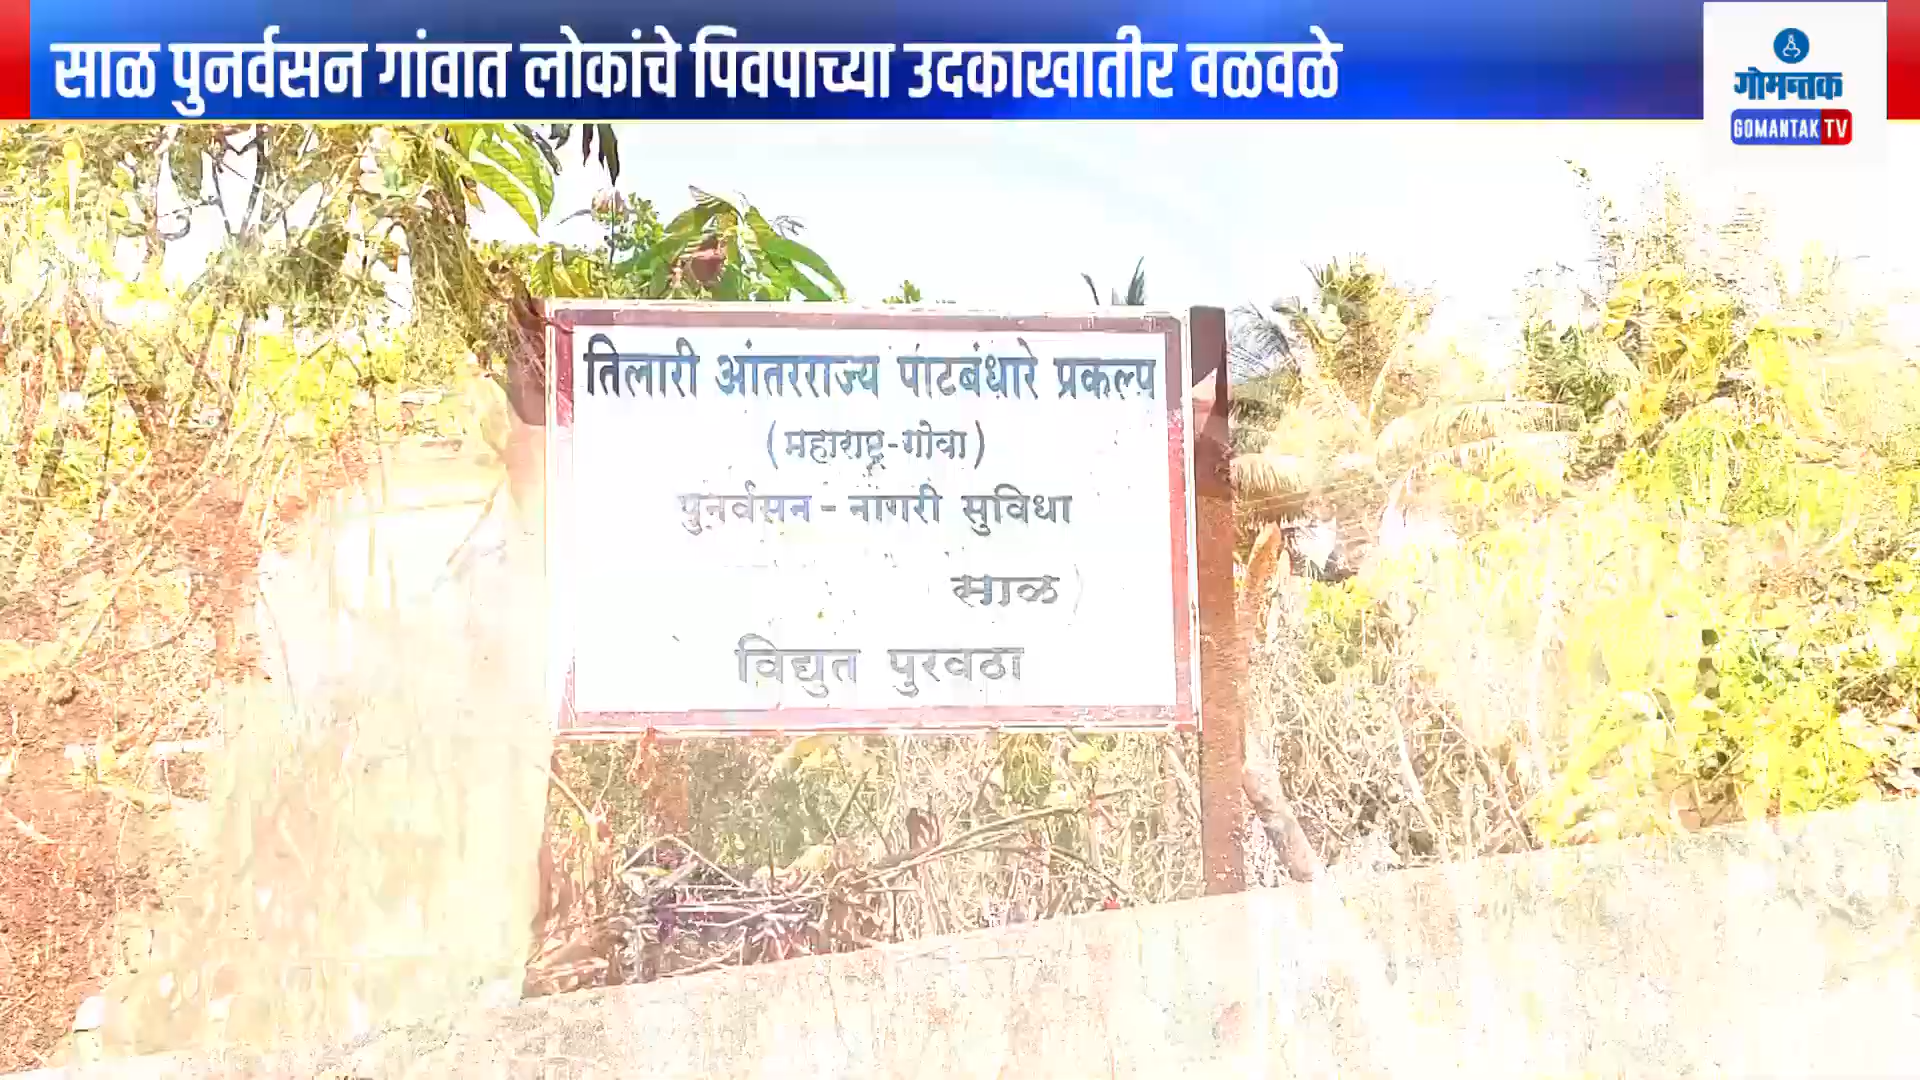 साळ पुनर्वसन गांवात लोकांचे पिवपाच्या उदकाखातीर वळवळे
गोमन्तक
GOMANTAK TV
तिलारी आंतरराज्य पाटबंधारे प्रकल्प
(महाराष्ट्र-गोवा)
पुनर्वसन - नागरी सुविधा
साळ
विद्युत पुरवठा